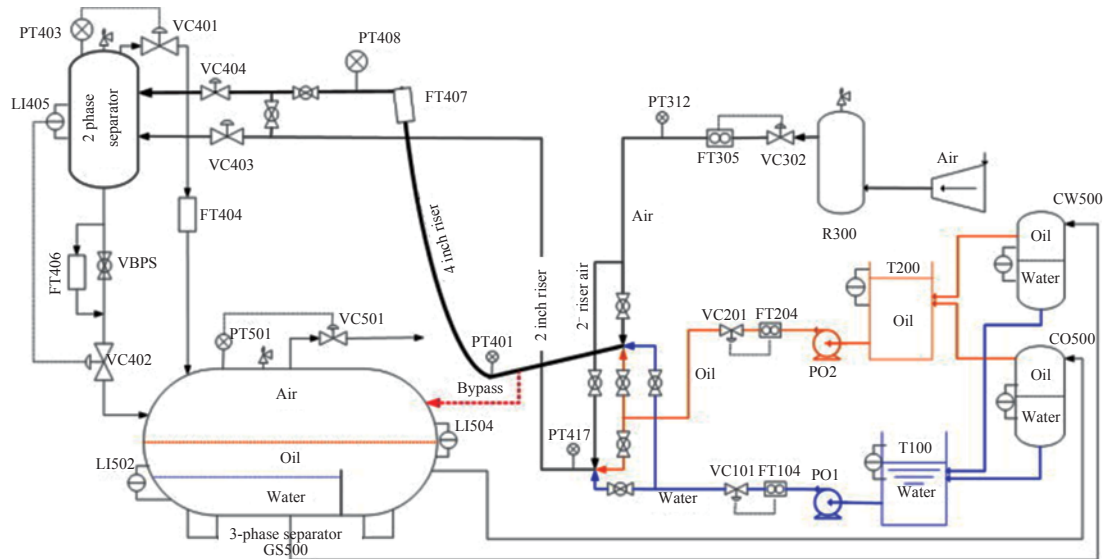 PT403
VC401
LI405
2 phase
separator
VC404
PT408
FT407
VC403
FT404
FT406
VBPS
VC402
4 inch riser
2 inch riser
2⁻ riser air
PT312
FT305
VC302
Air
R300
Air
CW500
Oil
Water
T200
Oil
VC201
FT204
PO2
CO500
Oil
Water
PT501
VC501
PT401
Bypass
Oil
Air
LI504
PT417
LI502
Oil
Water
3-phase separator
GS500
Water
VC101
FT104
PO1
T100
Water